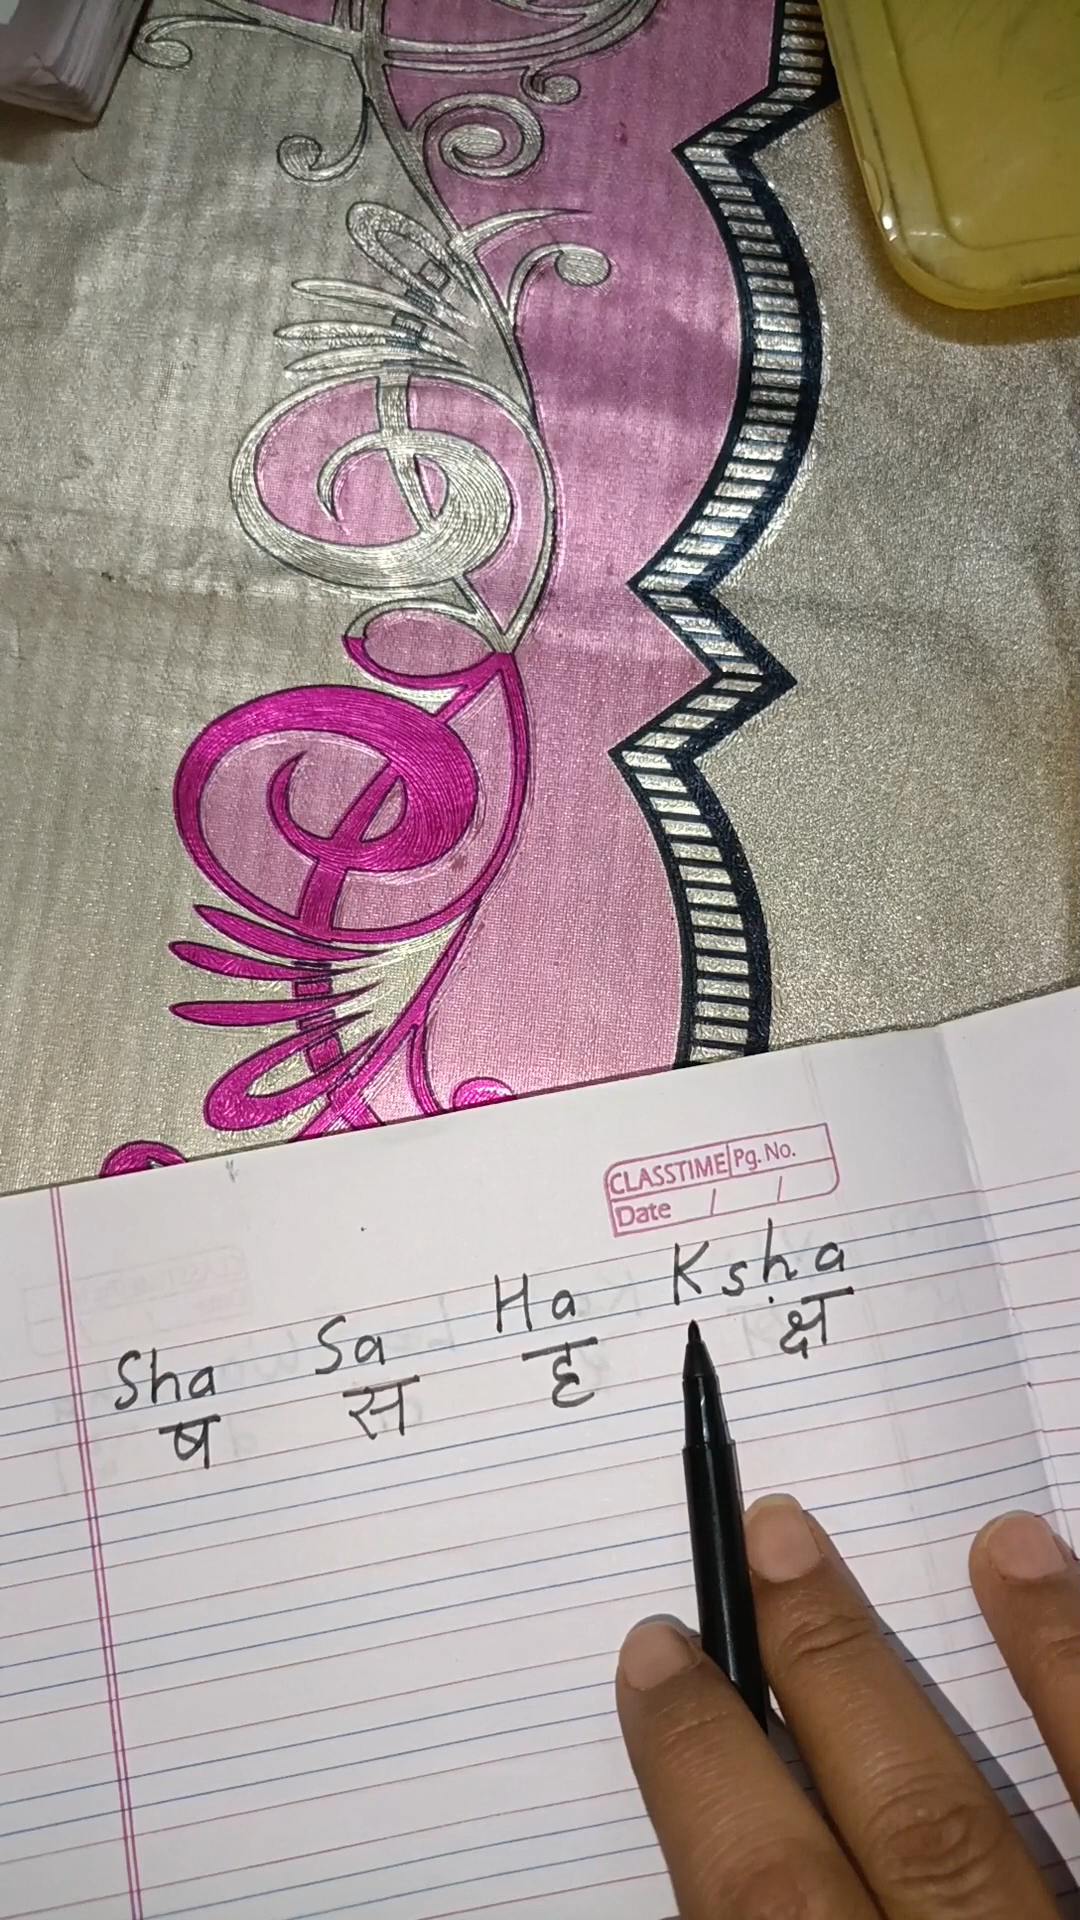 CLASSTIME Pg. No.
Date / /
Sha Sa Ha Ksha
ष स ह क्ष